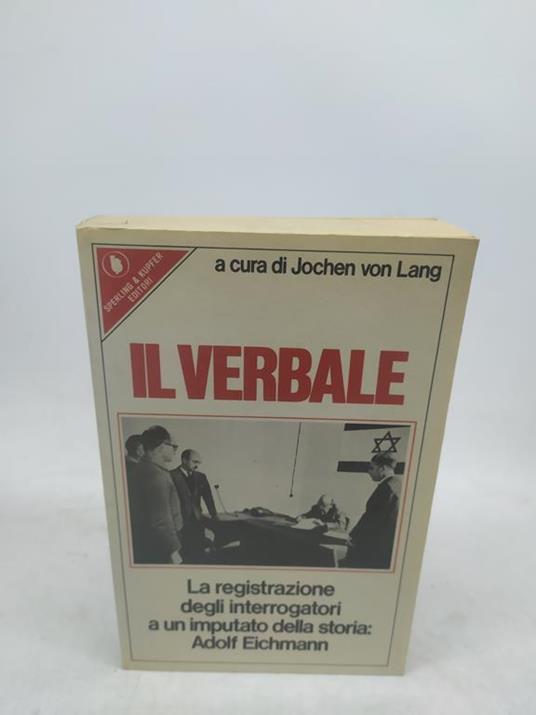 SPERLING & KUPFER
EDITORI
a cura di Jochen von Lang
IL VERBALE
La registrazione
degli interrogatori
a un imputato della storia:
Adolf Eichmann